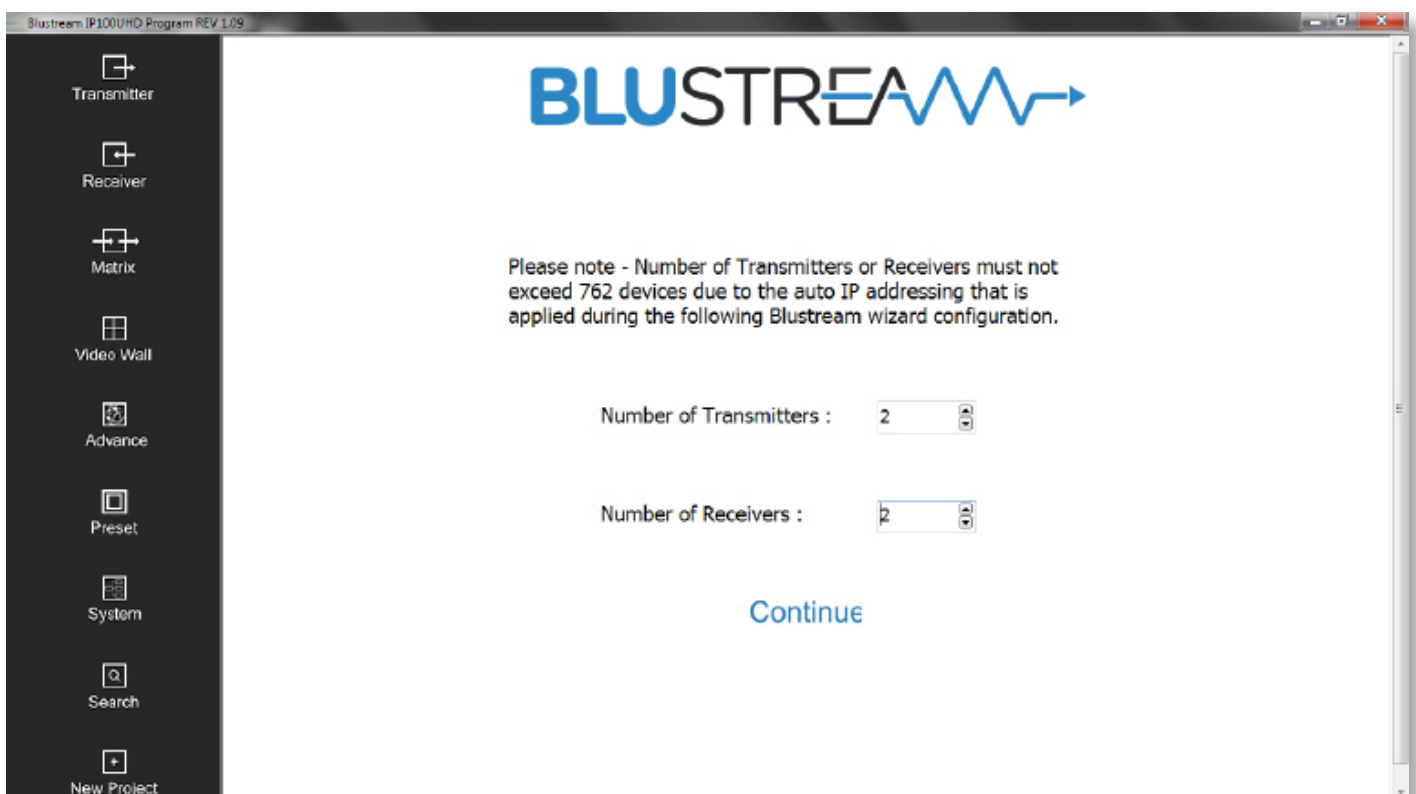 Blustream IP100UHD Program REV 1.09
Transmitter
Receiver
Matrix
Video Wall
Advance
Preset
System
Search
New Project
BLUSTREAM
Please note - Number of Transmitters or Receivers must not
exceed 762 devices due to the auto IP addressing that is
applied during the following Blustream wizard configuration.
Number of Transmitters : 2
Number of Receivers : 2
Continue